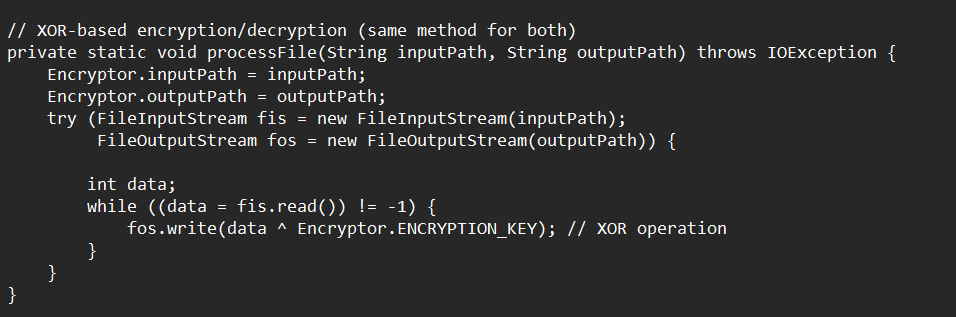 // XOR-based encryption/decryption (same method for both)
private static void processFile(String inputPath, String outputPath) throws IOException {
    Encryptor.inputPath = inputPath;
    Encryptor.outputPath = outputPath;
    try (FileInputStream fis = new FileInputStream(inputPath);
         FileOutputStream fos = new FileOutputStream(outputPath)) {

        int data;
        while ((data = fis.read()) != -1) {
            fos.write(data ^ Encryptor.ENCRYPTION_KEY); // XOR operation
        }
    }
}